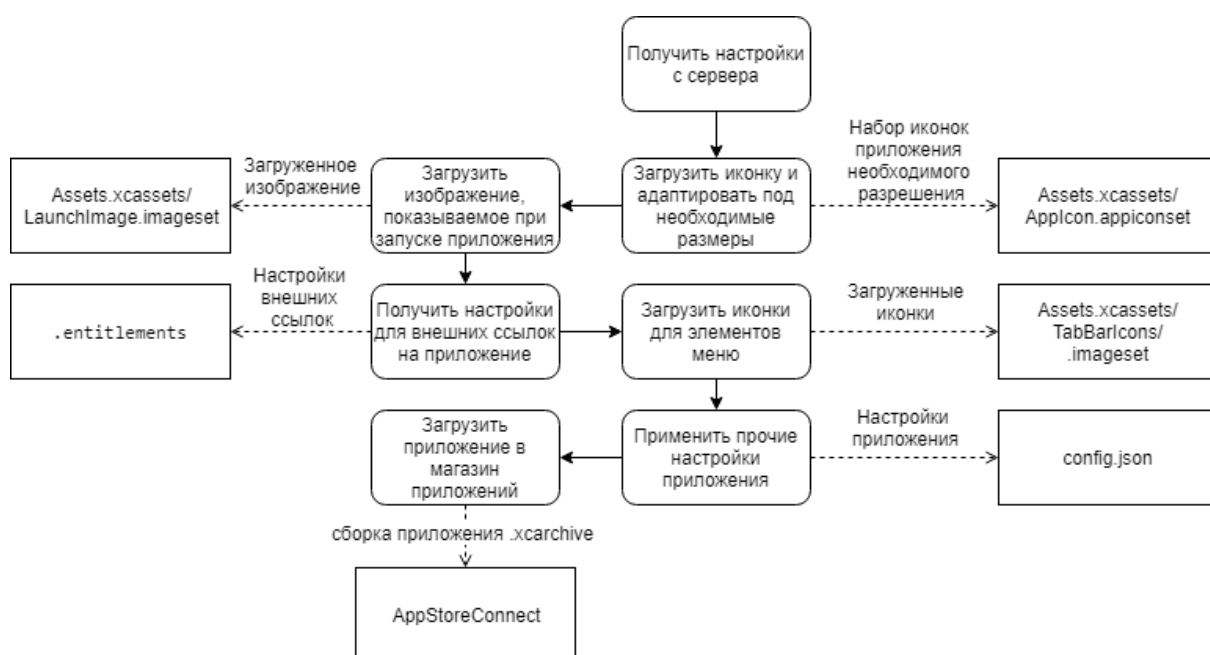 Получить настройки
с сервера
Набор иконок
приложения
необходимого
разрешения
Загруженное
изображение
Assets.xcassets/
LaunchImage.imageset
Загрузить
изображение,
показываемое при
запуске приложения
Загрузить иконку и
адаптировать под
необходимые
размеры
Assets.xcassets/
AppIcon.appiconset
Настройки
внешних
ссылок
.entitlements
Получить настройки
для внешних ссылок
на приложение
Загрузить иконки
для элементов
меню
Загруженные
иконки
Assets.xcassets/
TabBarIcons/
.imageset
Загрузить
приложение в
магазин
приложений
Применить прочие
настройки
приложения
Настройки
приложения
config.json
сборка приложения .xcarchive
AppStoreConnect